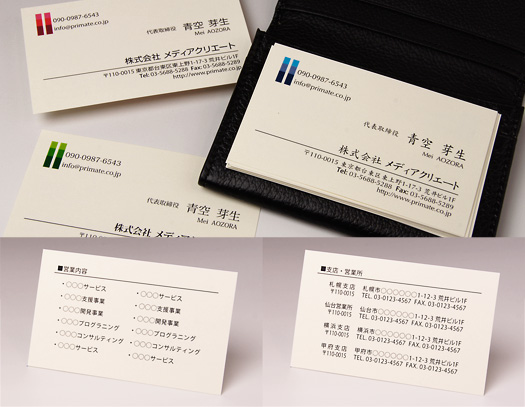 090-0987-6543
info@primate.co.jp
代表取締役 青空 芽生
Mei AOZORA
株式会社 メディアクリエート
〒110-0015 東京都台東区東上野1-17-3 荒井ビル1F
Tel: 03-5688-5288 Fax: 03-5688-5289
http://www.primate.co.jp
090-0987-6543
info@primate.co.jp
代表取締役 青空 芽生
Mei AOZORA
株式会社 メディアクリエート
〒110-0015 東京都台東区東上野1-17-3 荒井ビル1F
Tel: 03-5688-5288 Fax: 03-5688-5289
http://www.primate.co.jp
090-0987-6543
info@primate.co.jp
代表取締役 青空 芽生
Mei AOZORA
株式会社 メディアクリエート
■営業内容
・〇〇〇サービス ・〇〇〇サービス
・〇〇〇支援事業 ・〇〇〇支援事業
・〇〇〇開発事業 ・〇〇〇開発事業
・〇〇〇プログラニング ・〇〇〇プログラニング
・〇〇〇コンサルティング ・〇〇〇コンサルティング
・〇〇〇サービス ・〇〇〇サービス
■支店・営業所
札幌支店 札幌市〇〇〇〇〇〇1-12-3 荒井ビル1F
〒110-0015 TEL. 03-0123-4567 FAX. 03-0123-4567
仙台営業所 仙台市〇〇〇〇〇〇1-12-3 荒井ビル1F
〒110-0015 TEL. 03-0123-4567 FAX. 03-0123-4567
横浜支店 横浜市〇〇〇〇〇〇1-12-3 荒井ビル1F
〒110-0015 TEL. 03-0123-4567 FAX. 03-0123-4567
甲府支店 甲府市〇〇〇〇〇〇1-12-3 荒井ビル1F
〒110-0015 TEL. 03-0123-4567 FAX. 03-0123-4567